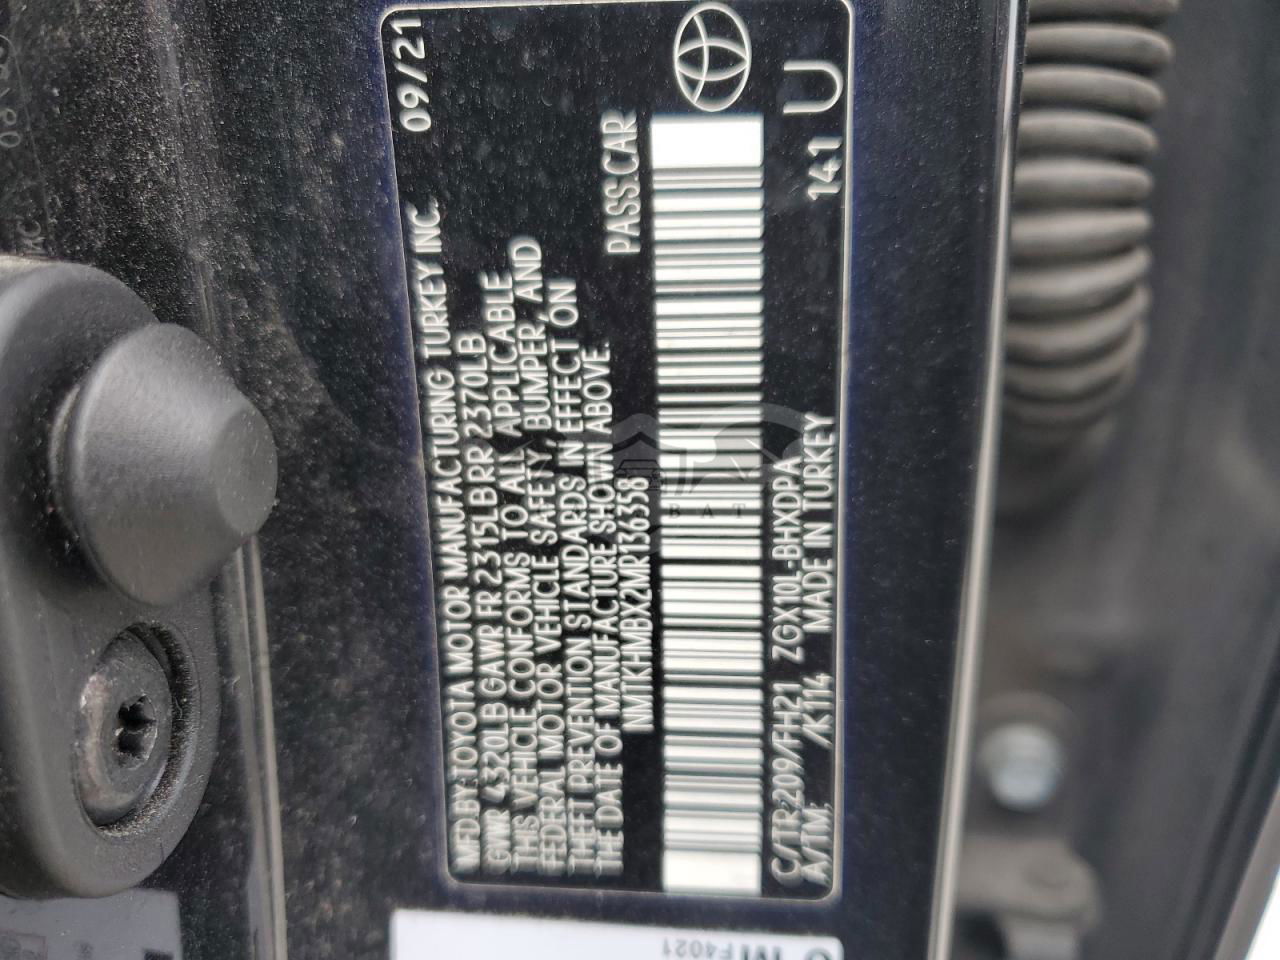 MFD.BY:TOYOTA MOTOR MANUFACTURING TURKEY INC. 09/21
GVWR 4320LB GAWR FR 2315LB RR 2370LB
THIS VEHICLE CONFORMS TO ALL APPLICABLE
FEDERAL MOTOR VEHICLE SAFETY, BUMPER, AND
THEFT PREVENTION STANDARDS IN EFFECT ON
THE DATE OF MANUFACTURE SHOWN ABOVE.
NMTKHMBX2MR136358 PASS.CAR
C/TR:209/FH21 ZGX10L-BHXDPA
A/TM: /K114 MADE IN TURKEY 141 U
F4021